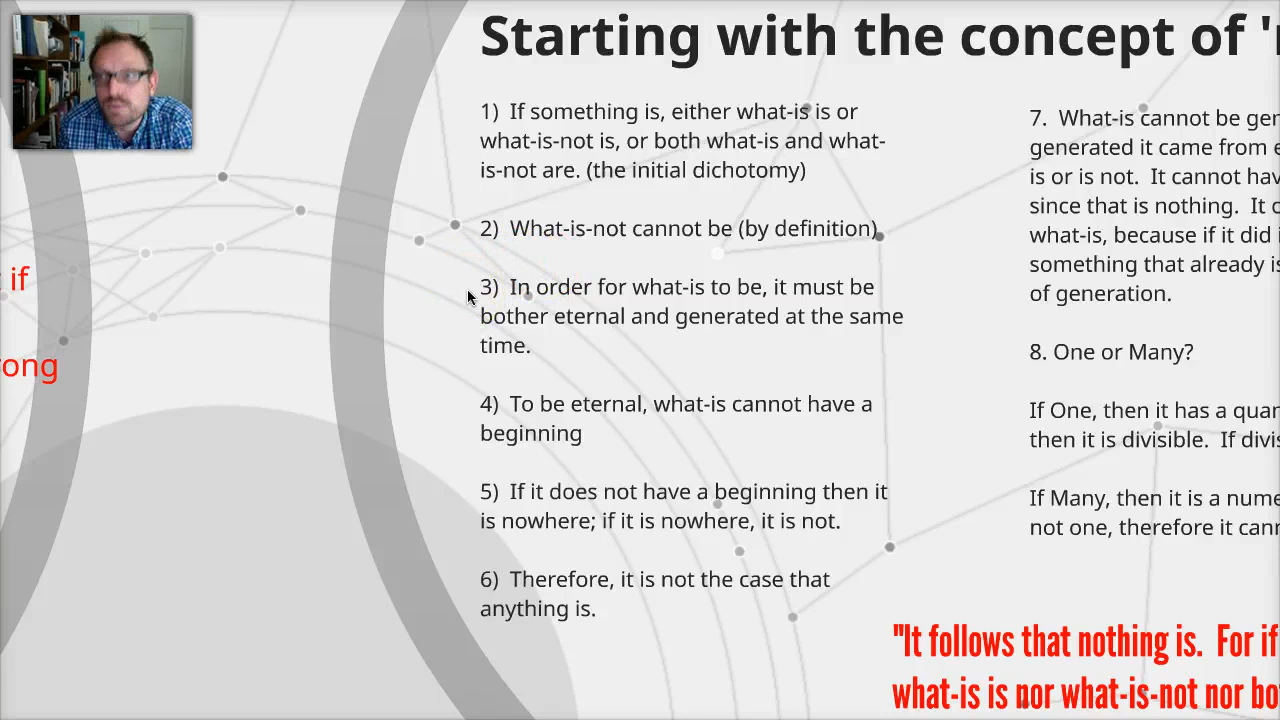 Starting with the concept of '
1) If something is, either what-is is or
what-is-not is, or both what-is and what-
is-not are. (the initial dichotomy)
2) What-is-not cannot be (by definition)
3) In order for what-is to be, it must be
bother eternal and generated at the same
time.
4) To be eternal, what-is cannot have a
beginning
5) If it does not have a beginning then it
is nowhere; if it is nowhere, it is not.
6) Therefore, it is not the case that
anything is.
7. What-is cannot be
generated it came from
is or is not. It cannot
since that is nothing. It
what-is, because if it did
something that already
of generation.
8. One or Many?
If One, then it has a
then it is divisible. If
If Many, then it is a
not one, therefore it
"It follows that nothing is. For if
what-is is nor what-is-not nor
if